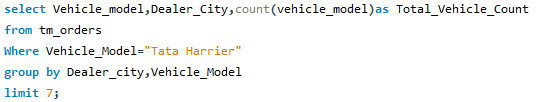 select Vehicle_model,Dealer_City,count(vehicle_model)as Total_Vehicle_Count
from tm_orders
Where Vehicle_Model="Tata Harrier"
group by Dealer_city,Vehicle_Model
limit 7;